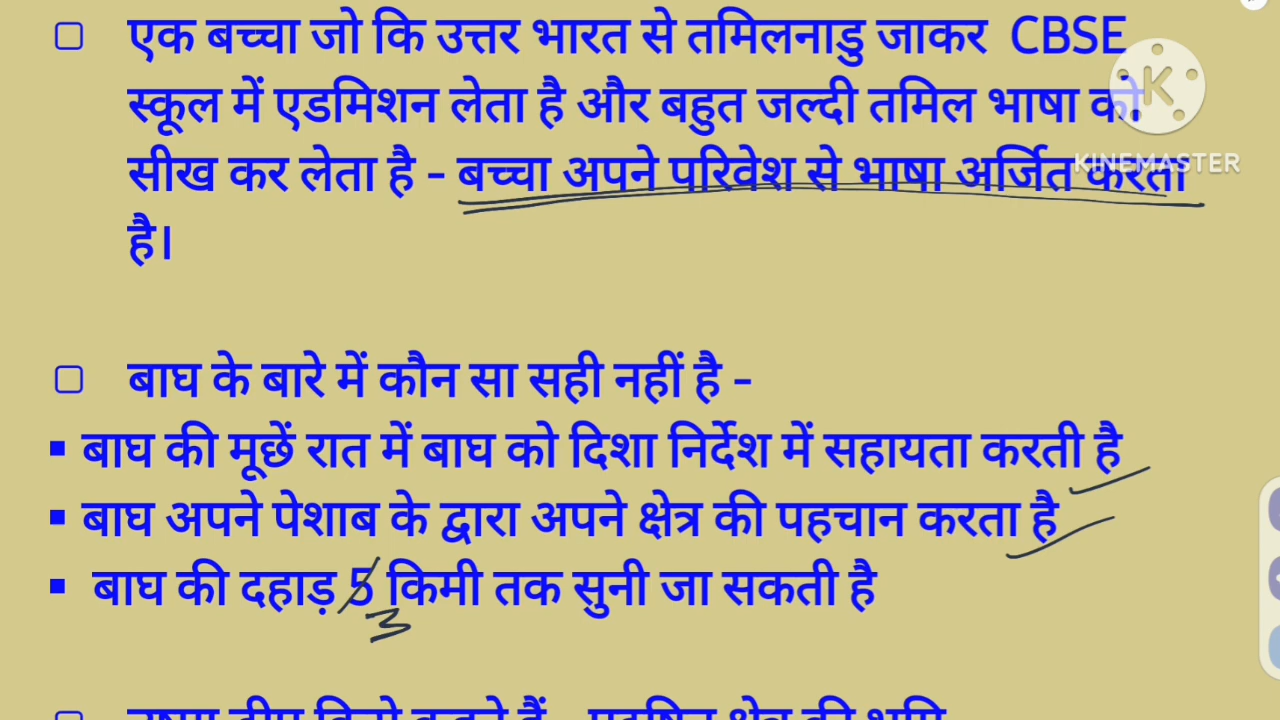 एक बच्चा जो कि उत्तर भारत से तमिलनाडु जाकर CBSE
स्कूल में एडमिशन लेता है और बहुत जल्दी तमिल भाषा को
सीख कर लेता है - बच्चा अपने परिवेश से भाषा अर्जित करता
है।
K
KINEMASTER
बाघ के बारे में कौन सा सही नहीं है -
▪ बाघ की मूछें रात में बाघ को दिशा निर्देश में सहायता करती है
▪ बाघ अपने पेशाब के द्वारा अपने क्षेत्र की पहचान करता है
▪ बाघ की दहाड़ 5 किमी तक सुनी जा सकती है
3